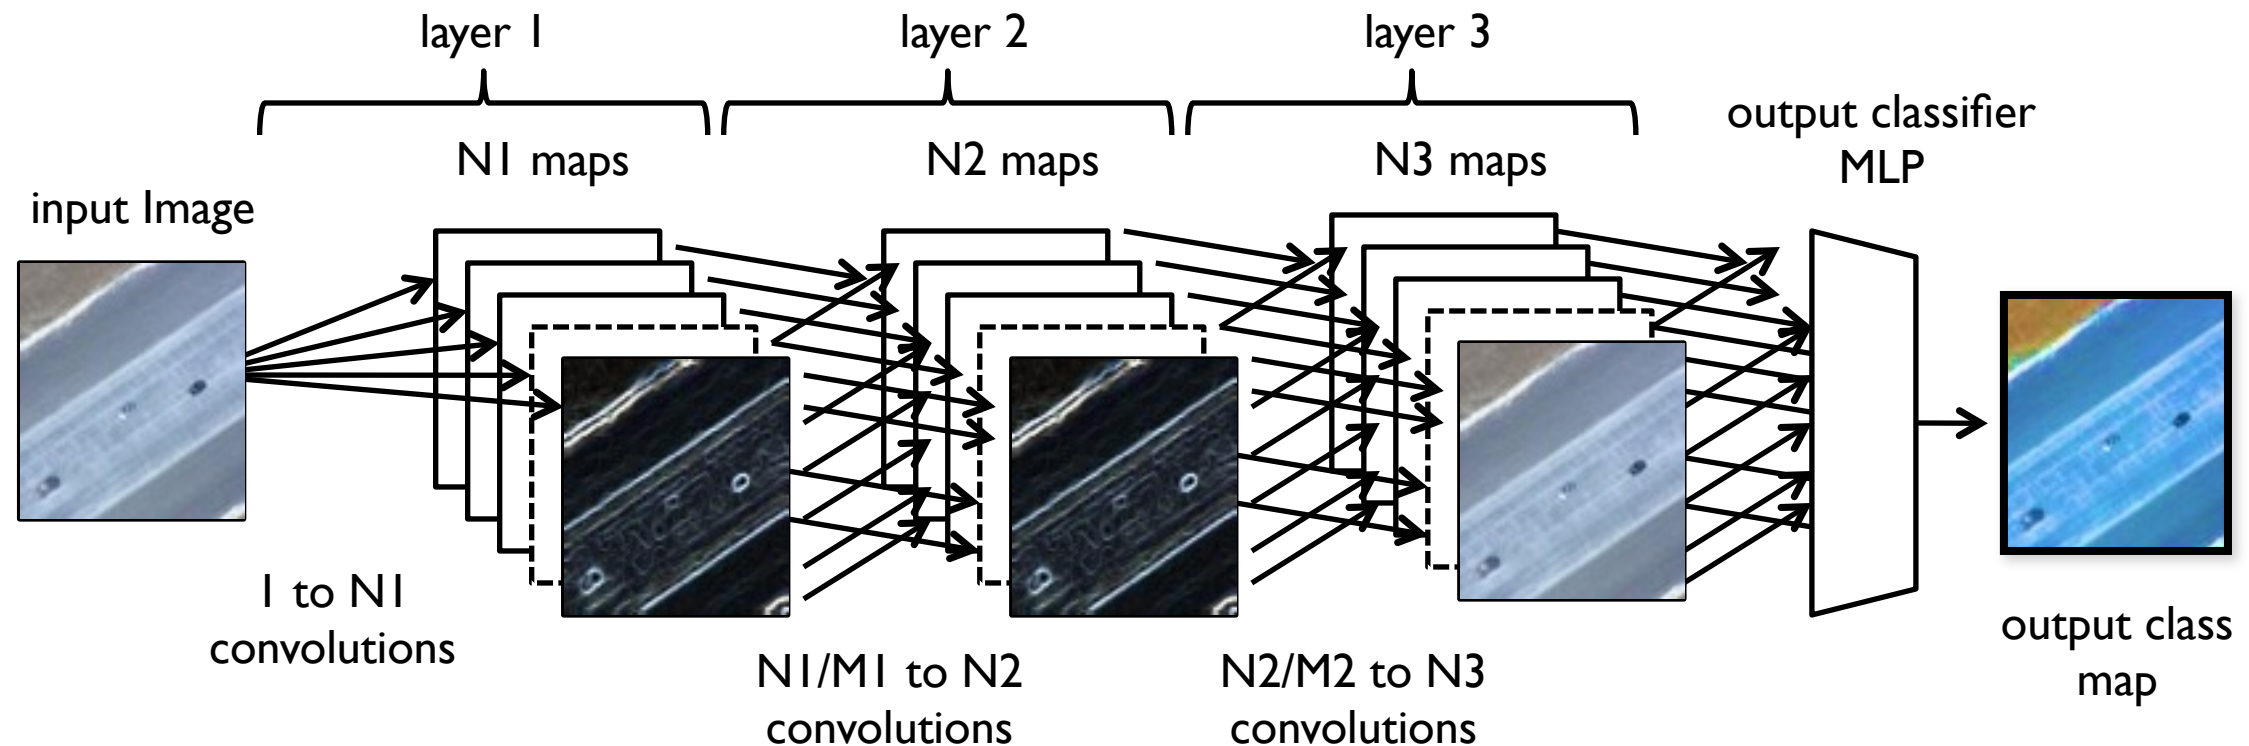 layer 1
layer 2
layer 3
output classifier
MLP
N1 maps
N2 maps
N3 maps
input Image
1 to N1
convolutions
N1/M1 to N2
convolutions
N2/M2 to N3
convolutions
output class
map